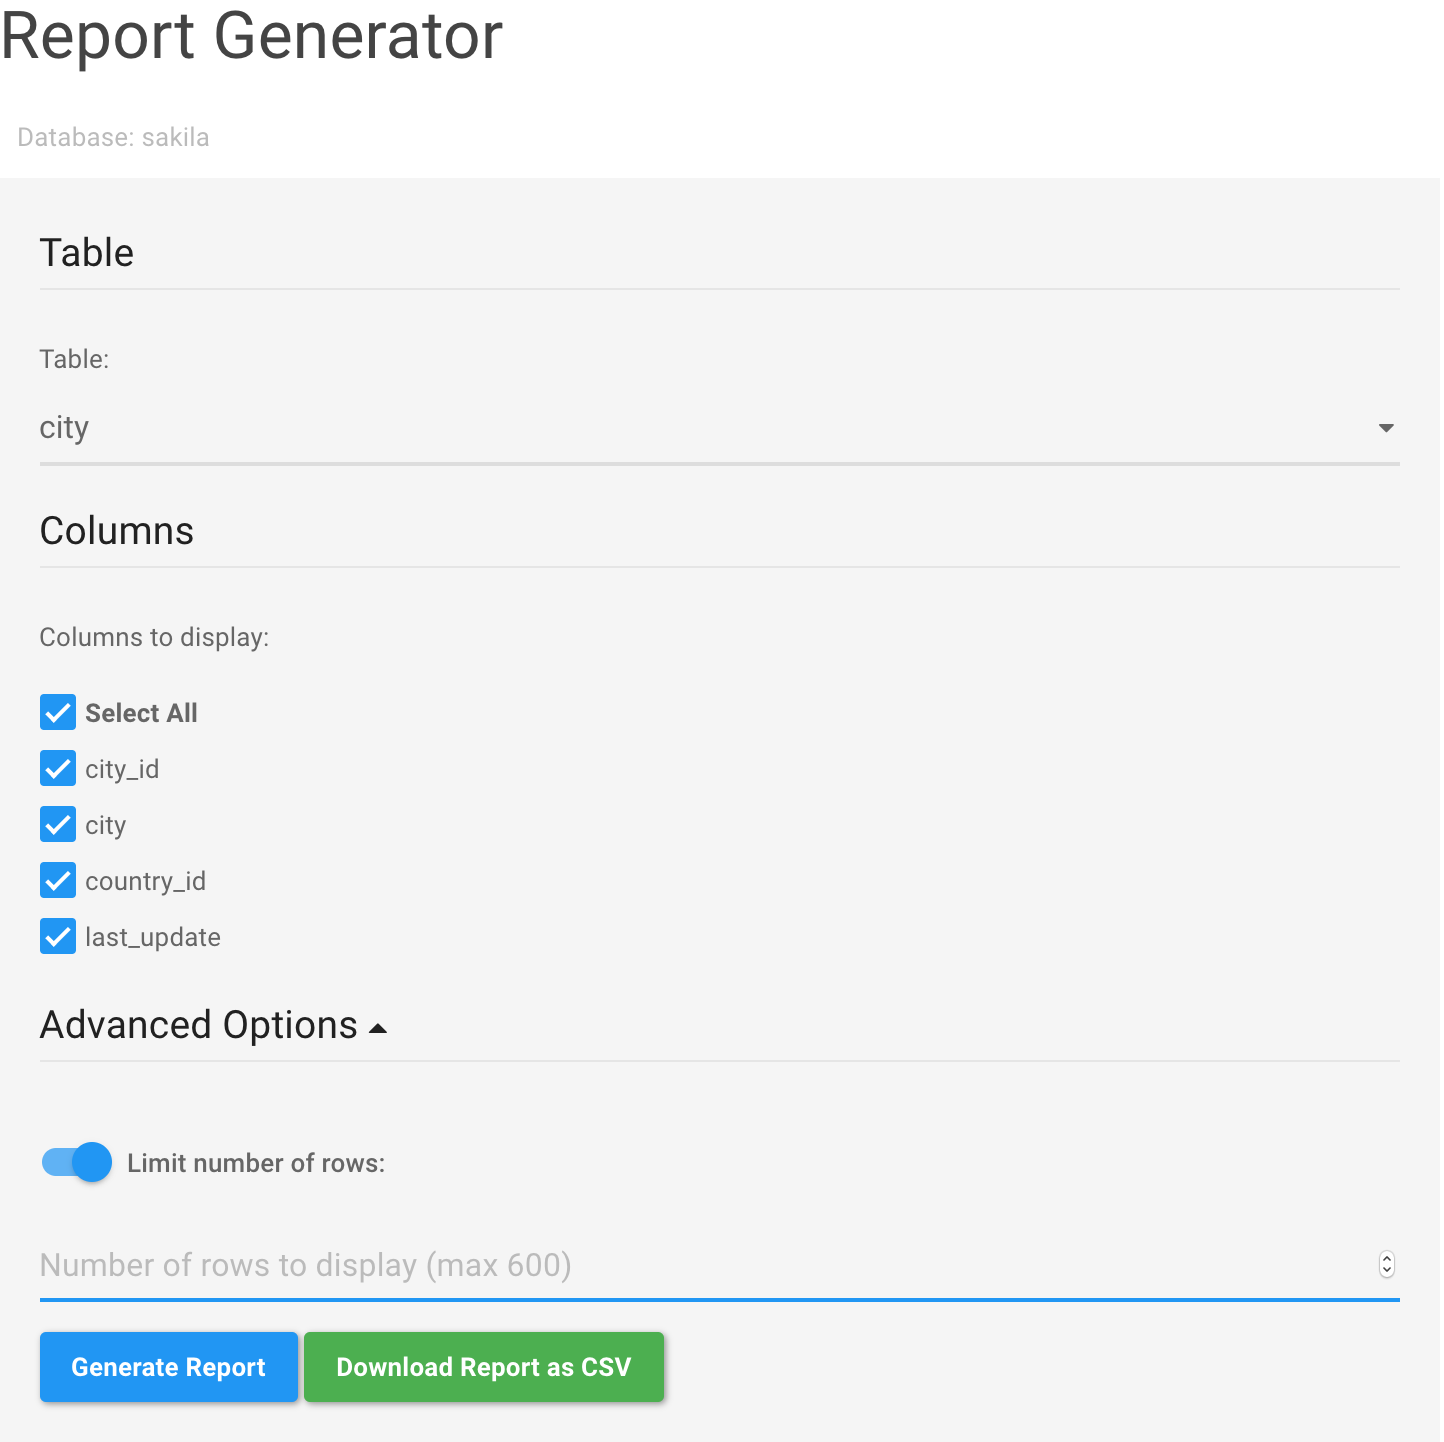 Report Generator
Database: sakila
Table
Table:
city
Columns
Columns to display:
Select All
city_id
city
country_id
last_update
Advanced Options
Limit number of rows:
Number of rows to display (max 600)
Generate Report
Download Report as CSV